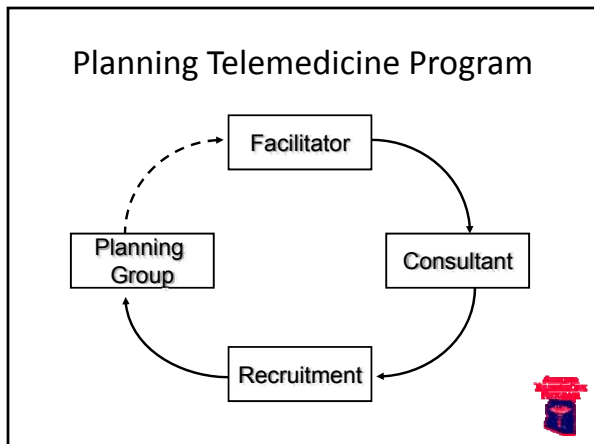 Planning Telemedicine Program
Facilitator
Planning
Group
Consultant
Recruitment